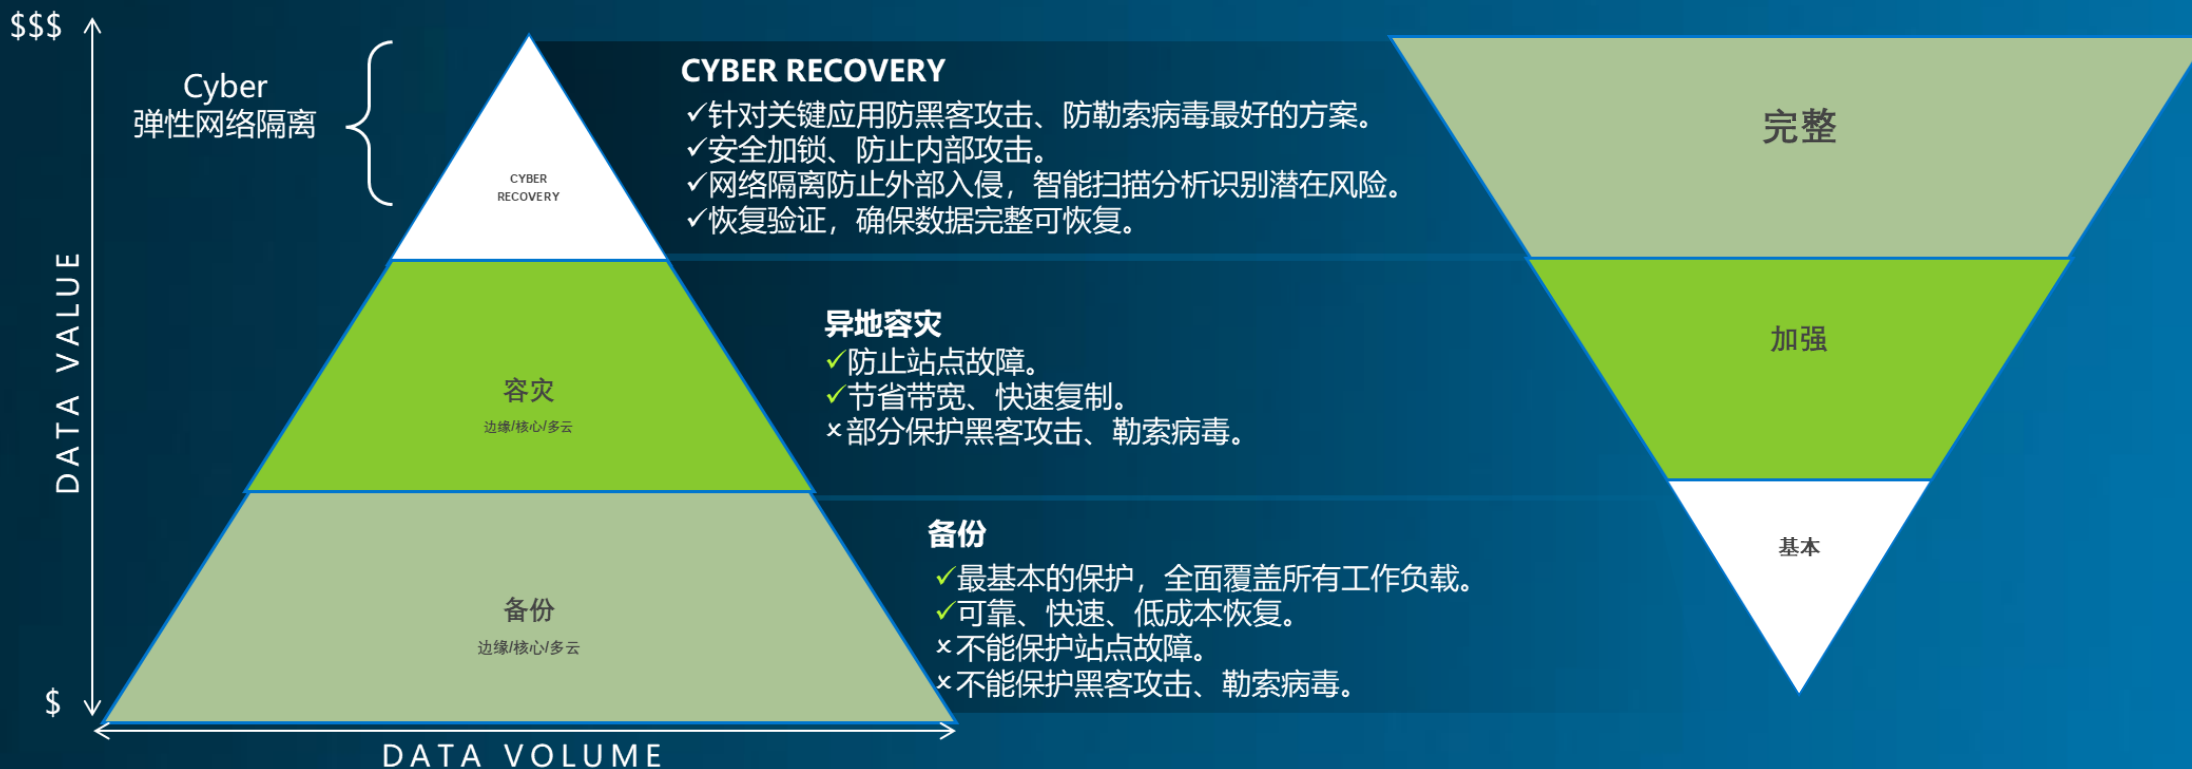 $$$
Cyber
弹性网络隔离
DATA VALUE
$
DATA VOLUME
CYBER
RECOVERY
容灾
边缘/核心/多云
备份
边缘/核心/多云
CYBER RECOVERY
✓针对关键应用防黑客攻击、防勒索病毒最好的方案。
✓安全加锁、防止内部攻击。
✓网络隔离防止外部入侵，智能扫描分析识别潜在风险。
✓恢复验证，确保数据完整可恢复。
异地容灾
✓防止站点故障。
✓节省带宽、快速复制。
×部分保护黑客攻击、勒索病毒。
备份
✓最基本的保护，全面覆盖所有工作负载。
✓可靠、快速、低成本恢复。
×不能保护站点故障。
×不能保护黑客攻击、勒索病毒。
完整
加强
基本